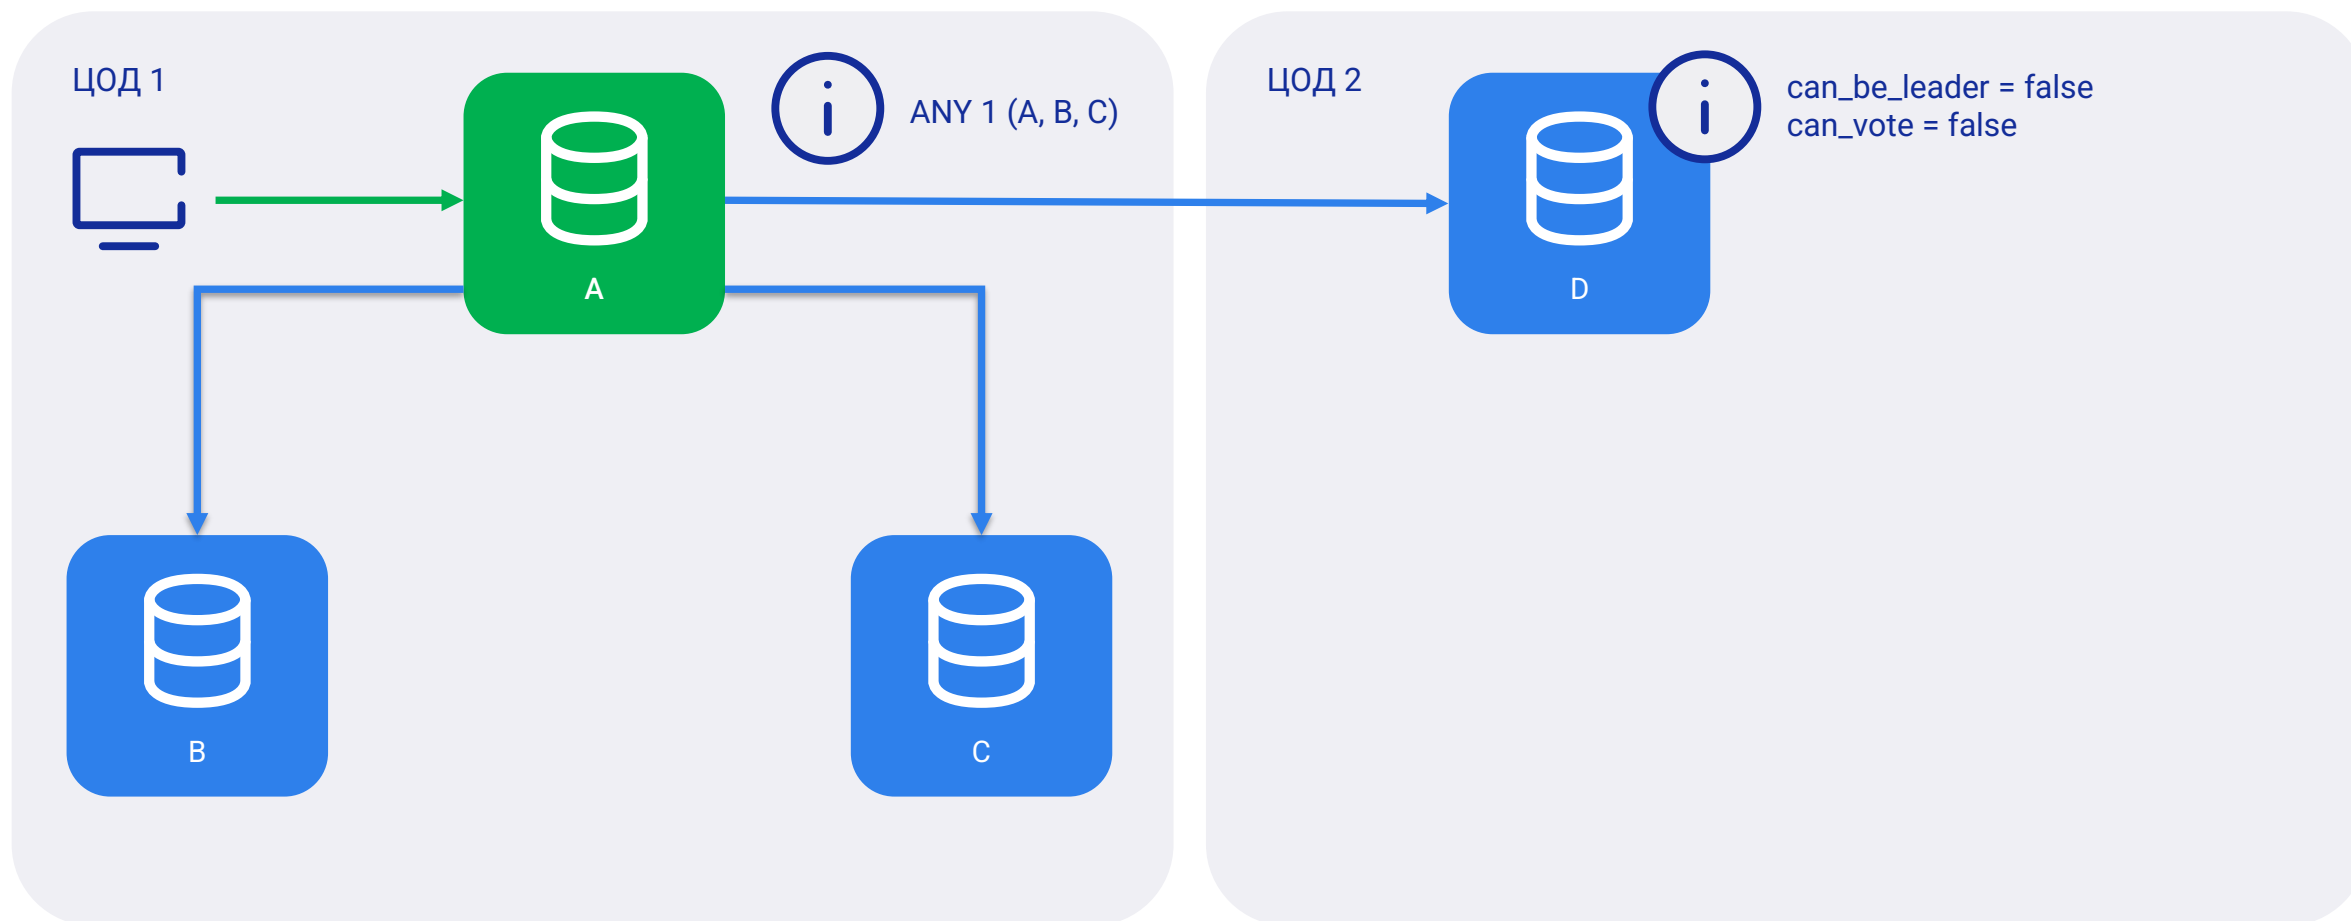 ЦОД 1
ANY 1 (A, B, C)
A
B
C
ЦОД 2
can_be_leader = false
can_vote = false
D